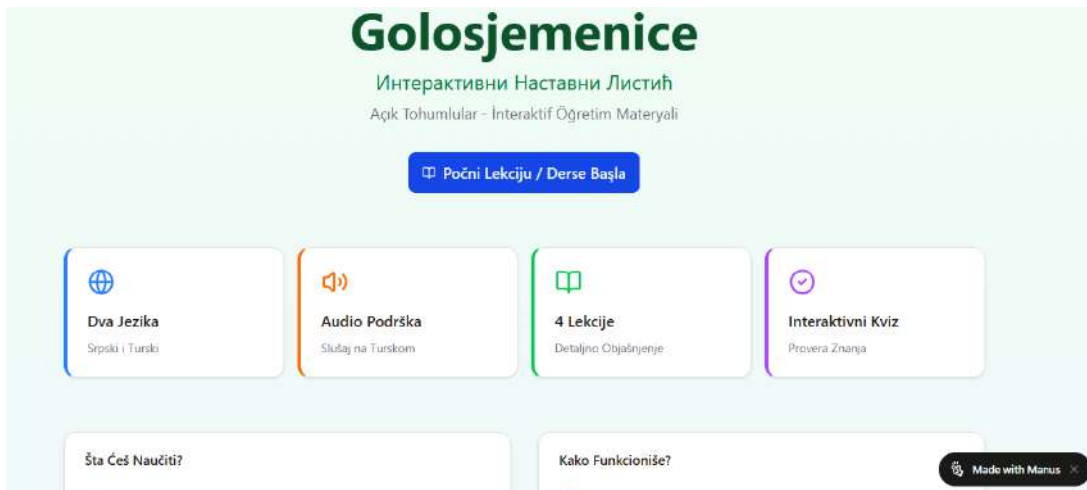 Golosjemenice
Интерактивни Наставни Листић
Açık Tohumlular - İnteraktif Öğretim Materyali
Počni Lekciju / Derse Başla
Dva Jezika
Srpski i Turski
Audio Podrška
Slušaj na Turskom
4 Lekcije
Detaljno Objašnjenje
Interaktivni Kviz
Provera Znanja
Šta Ćeš Naučiti?
Kako Funkcioniše?
Made with Manus